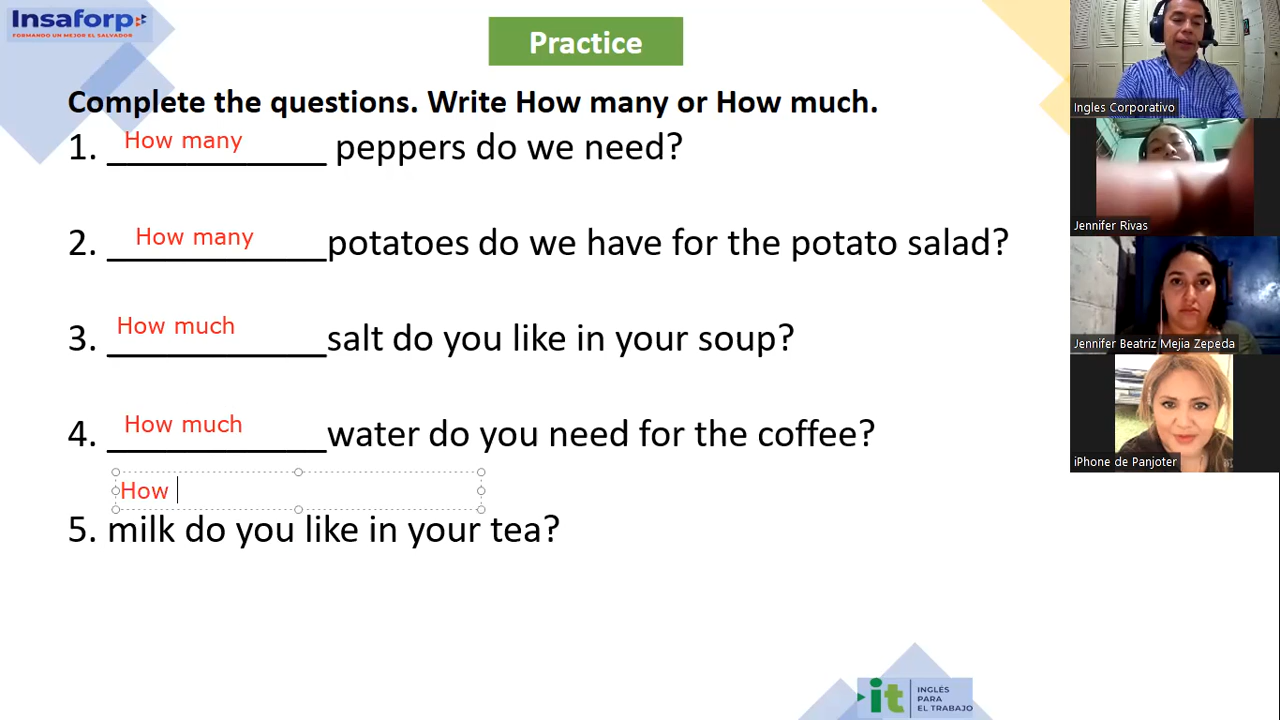 Insaforp
FORMANDO UN MEJOR EL SALVADOR
Practice
Complete the questions. Write How many or How much.
1. How many peppers do we need?
2. How many potatoes do we have for the potato salad?
3. How much salt do you like in your soup?
4. How much water do you need for the coffee?
How
5. milk do you like in your tea?
it INGLÉS PARA EL TRABAJO
Ingles Corporativo
Jennifer Rivas
Jennifer Beatriz Mejia Zepeda
iPhone de Panjoter